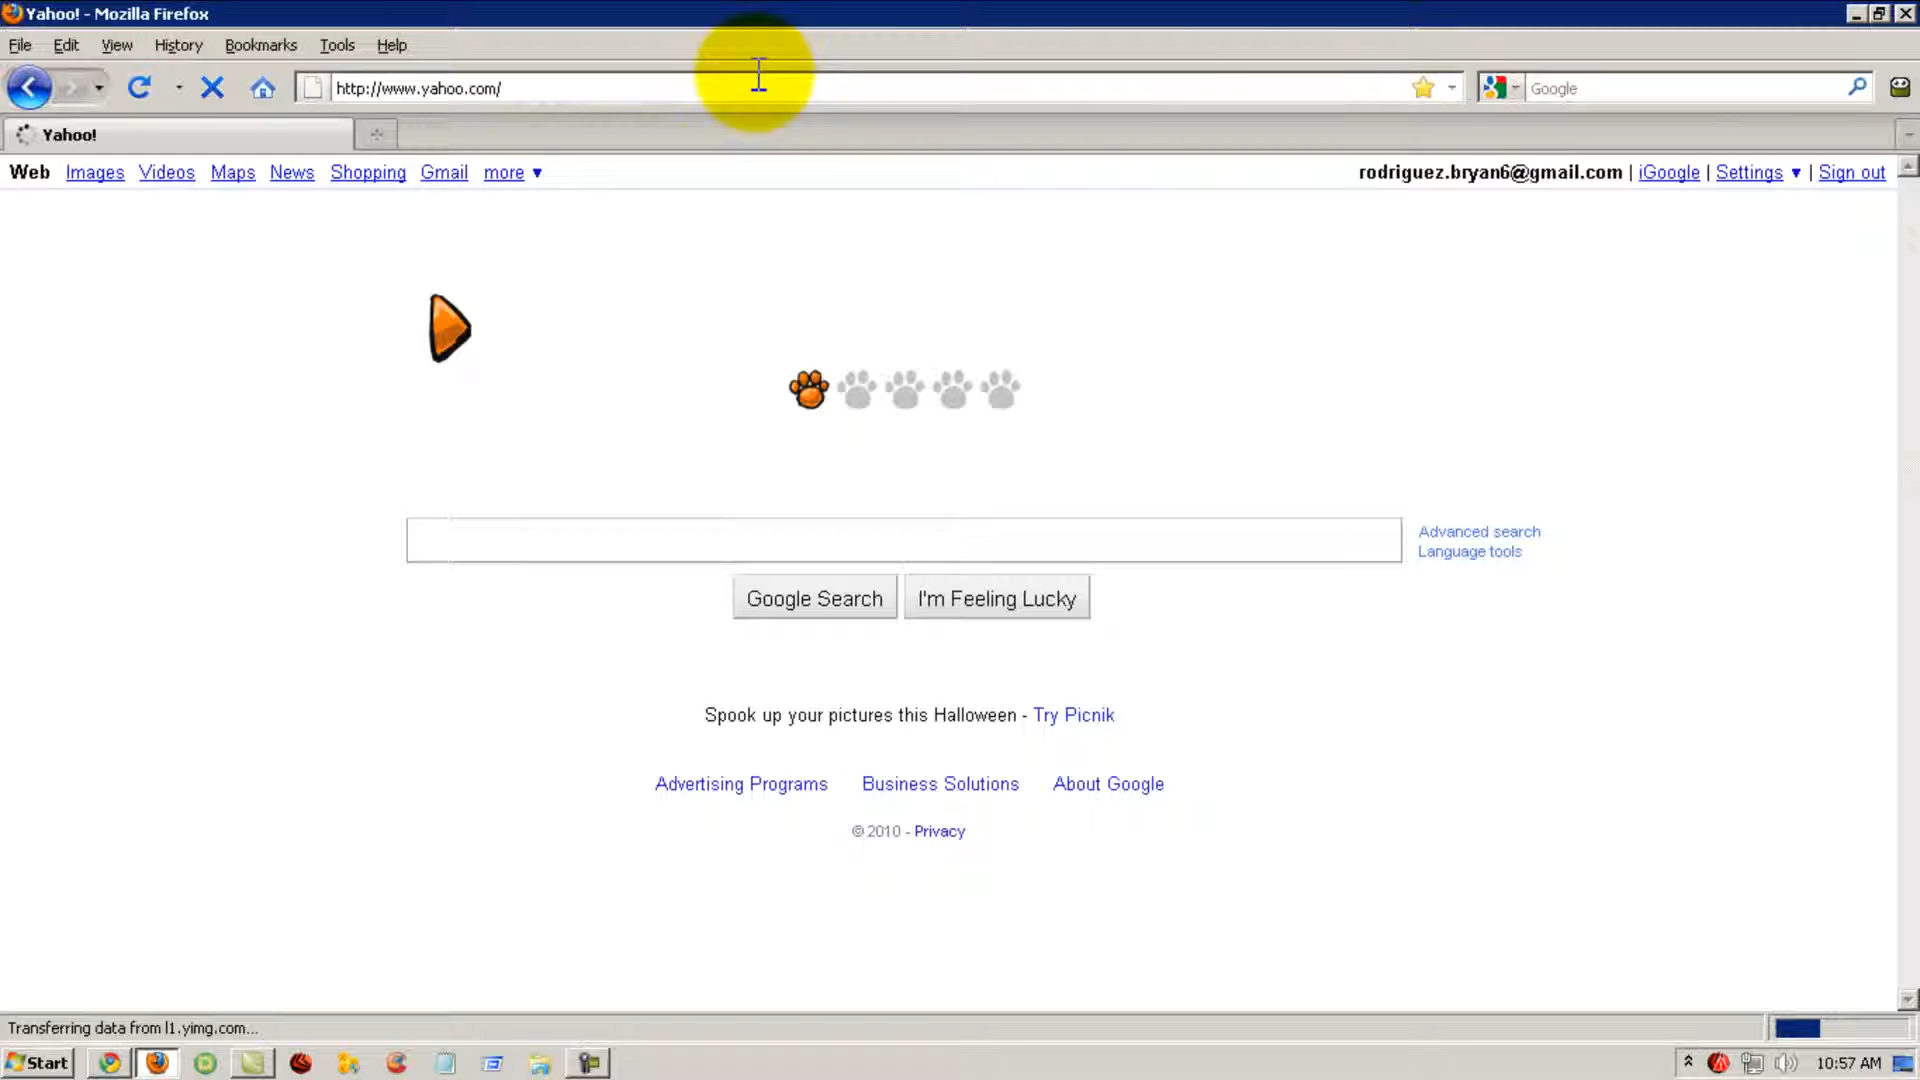 Yahoo! - Mozilla Firefox
File Edit View History Bookmarks Tools Help
http://www.yahoo.com/ Google
Yahoo!
Web Images Videos Maps News Shopping Gmail more ▼ rodriguez.bryan6@gmail.com | iGoogle | Settings ▼ | Sign out
Advanced search
Language tools
Google Search I'm Feeling Lucky
Spook up your pictures this Halloween - Try Picnik
Advertising Programs Business Solutions About Google
© 2010 - Privacy
Transferring data from l1.yimg.com...
Start 10:57 AM